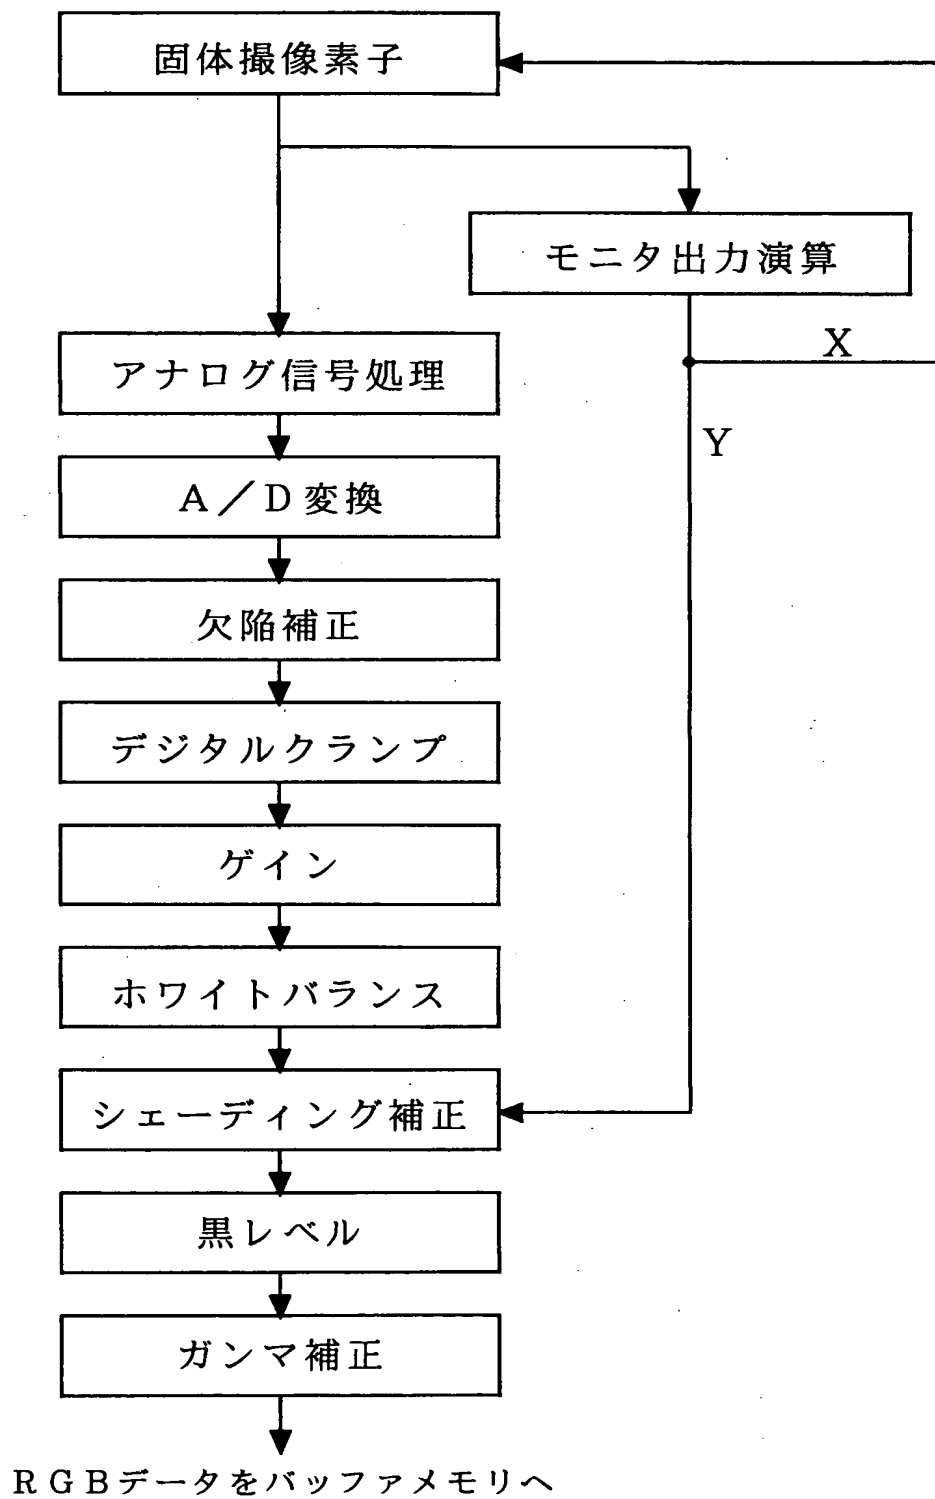 固体撮像素子
モニタ出力演算
X
アナログ信号処理
Y
A／D変換
欠陥補正
デジタルクランプ
ゲイン
ホワイトバランス
シェーディング補正
黒レベル
ガンマ補正
RGBデータをバッファメモリへ